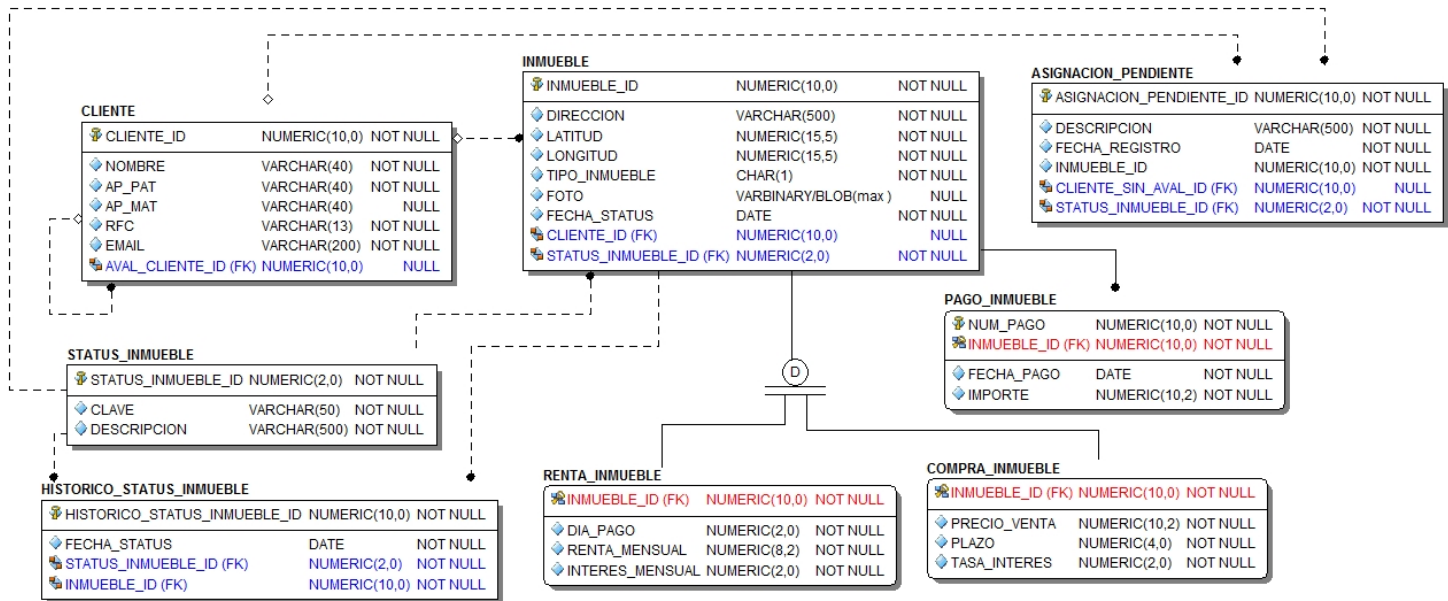 CLIENTE
CLIENTE_ID NUMERIC(10,0) NOT NULL
NOMBRE VARCHAR(40) NOT NULL
AP_PAT VARCHAR(40) NOT NULL
AP_MAT VARCHAR(40) NULL
RFC VARCHAR(13) NOT NULL
EMAIL VARCHAR(200) NOT NULL
AVAL_CLIENTE_ID (FK) NUMERIC(10,0) NULL
INMUEBLE
INMUEBLE_ID NUMERIC(10,0) NOT NULL
DIRECCION VARCHAR(500) NOT NULL
LATITUD NUMERIC(15,5) NOT NULL
LONGITUD NUMERIC(15,5) NOT NULL
TIPO_INMUEBLE CHAR(1) NOT NULL
FOTO VARBINARY/BLOB(max ) NULL
FECHA_STATUS DATE NOT NULL
CLIENTE_ID (FK) NUMERIC(10,0) NULL
STATUS_INMUEBLE_ID (FK) NUMERIC(2,0) NOT NULL
ASIGNACION_PENDIENTE
ASIGNACION_PENDIENTE_ID NUMERIC(10,0) NOT NULL
DESCRIPCION VARCHAR(500) NOT NULL
FECHA_REGISTRO DATE NOT NULL
INMUEBLE_ID NUMERIC(10,0) NOT NULL
CLIENTE_SIN_AVAL_ID (FK) NUMERIC(10,0) NULL
STATUS_INMUEBLE_ID (FK) NUMERIC(2,0) NOT NULL
PAGO_INMUEBLE
NUM_PAGO NUMERIC(10,0) NOT NULL
INMUEBLE_ID (FK) NUMERIC(10,0) NOT NULL
FECHA_PAGO DATE NOT NULL
IMPORTE NUMERIC(10,2) NOT NULL
STATUS_INMUEBLE
STATUS_INMUEBLE_ID NUMERIC(2,0) NOT NULL
CLAVE VARCHAR(50) NOT NULL
DESCRIPCION VARCHAR(500) NOT NULL
D
HISTORICO_STATUS_INMUEBLE
HISTORICO_STATUS_INMUEBLE_ID NUMERIC(10,0) NOT NULL
FECHA_STATUS DATE NOT NULL
STATUS_INMUEBLE_ID (FK) NUMERIC(2,0) NOT NULL
INMUEBLE_ID (FK) NUMERIC(10,0) NOT NULL
RENTA_INMUEBLE
INMUEBLE_ID (FK) NUMERIC(10,0) NOT NULL
DIA_PAGO NUMERIC(2,0) NOT NULL
RENTA_MENSUAL NUMERIC(8,2) NOT NULL
INTERES_MENSUAL NUMERIC(2,0) NOT NULL
COMPRA_INMUEBLE
INMUEBLE_ID (FK) NUMERIC(10,0) NOT NULL
PRECIO_VENTA NUMERIC(10,2) NOT NULL
PLAZO NUMERIC(4,0) NOT NULL
TASA_INTERES NUMERIC(2,0) NOT NULL